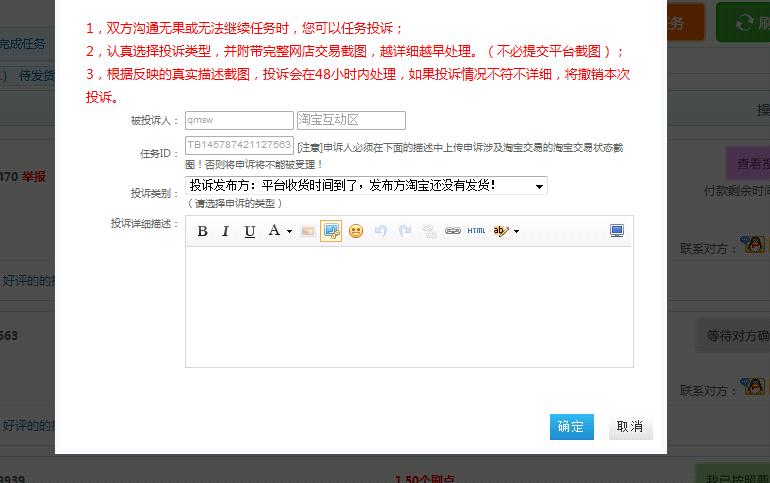 1，双方沟通无果或无法继续任务时，您可以任务投诉；
2，认真选择投诉类型，并附带完整网店交易截图，越详细越早处理。（不必提交平台截图）；
3，根据反映的真实描述截图，投诉会在48小时内处理，如果投诉情况不符不详细，将撤销本次
投诉。
被投诉人： qmsw 淘宝互动区
任务ID： TB145787421127563 [注意]申诉人必须在下面的描述中上传申诉涉及淘宝交易的淘宝交易状态截
图！否则将申诉将不能被受理！
投诉类别： 投诉发布方：平台收货时间到了，发布方淘宝还没有发货！
（请选择申诉的类型）
投诉详细描述：
B I U A HTML ab
确定 取消
完成任务
待发货
470 举报
好评的的
563
好评的的
9939
1.50个刷点
任务
刷
操
查看
付款剩余时间
联系对方：
等待对方确
联系对方：
我已按照要